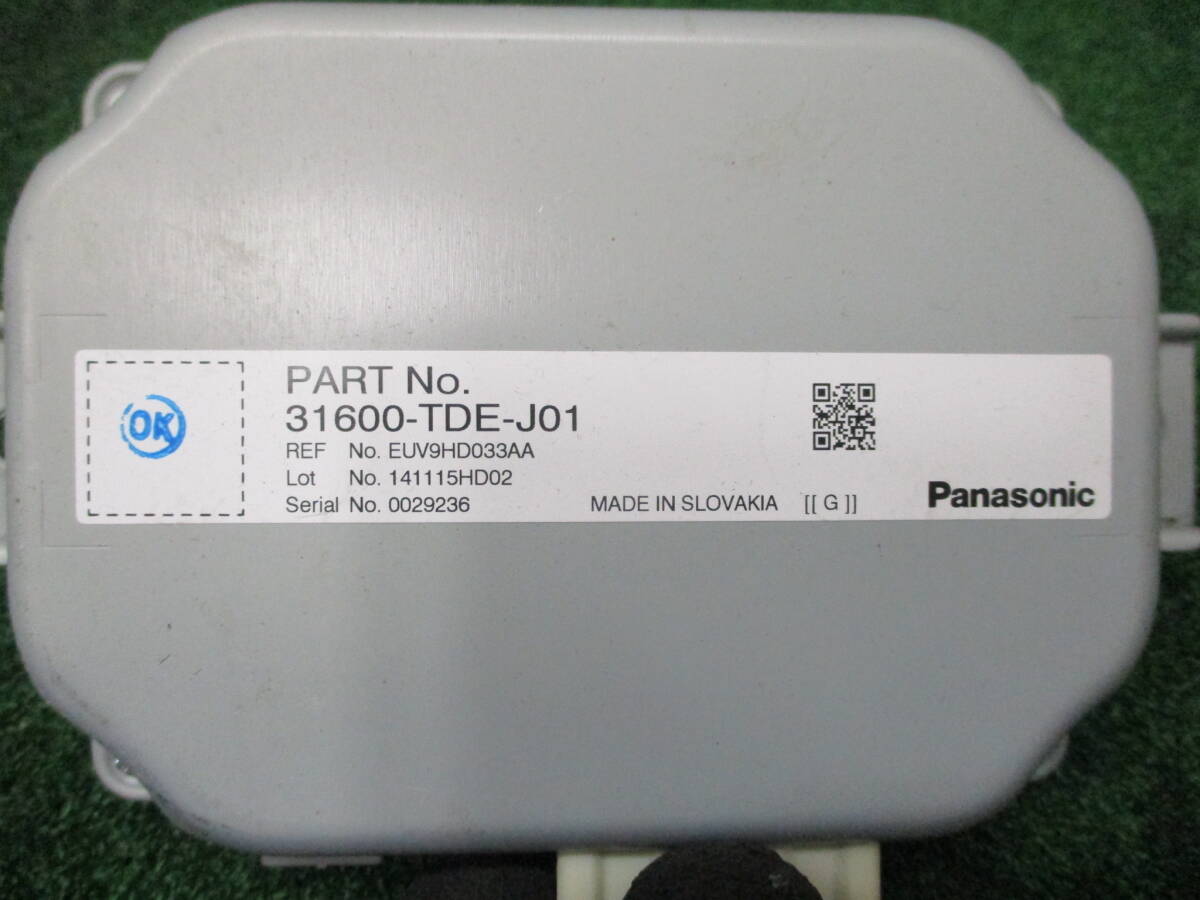 OK
PART No.
31600-TDE-J01
REF No. EUV9HD033AA
Lot No. 141115HD02
Serial No. 0029236
MADE IN SLOVAKIA [[ G ]]
Panasonic